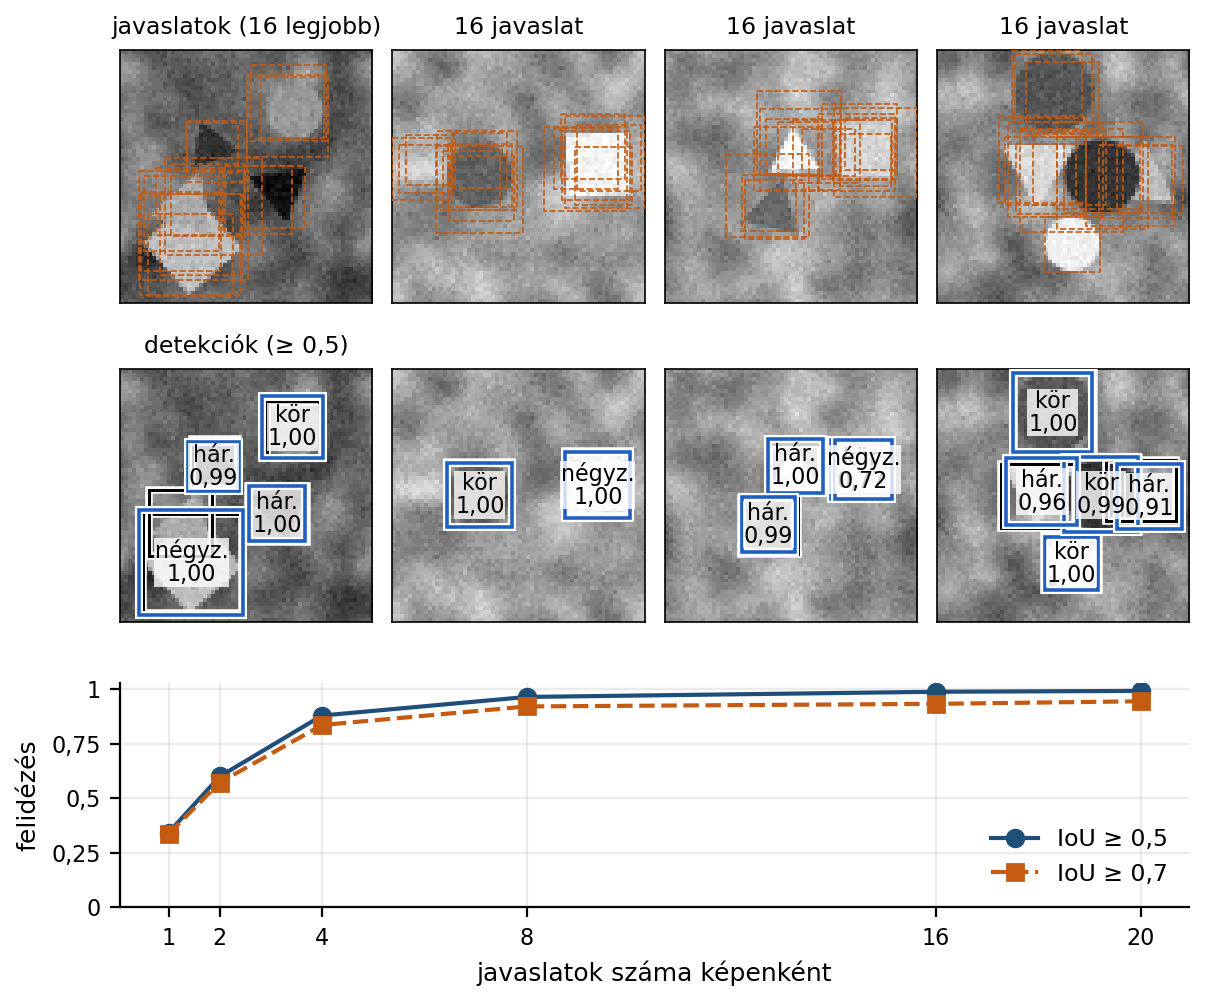 javaslatok (16 legjobb)
16 javaslat
16 javaslat
16 javaslat
detekciók (≥ 0,5)
kör
1,00
hár.
0,99
hár.
1,00
négyz.
1,00
kör
1,00
négyz.
1,00
hár.
1,00
négyz.
0,72
hár.
0,99
kör
1,00
hár.
0,96
kör
0,99
hár.
0,91
kör
1,00
felidézés
1
0,75
0,5
0,25
0
IoU ≥ 0,5
IoU ≥ 0,7
1
2
4
8
16
20
javaslatok száma képenként